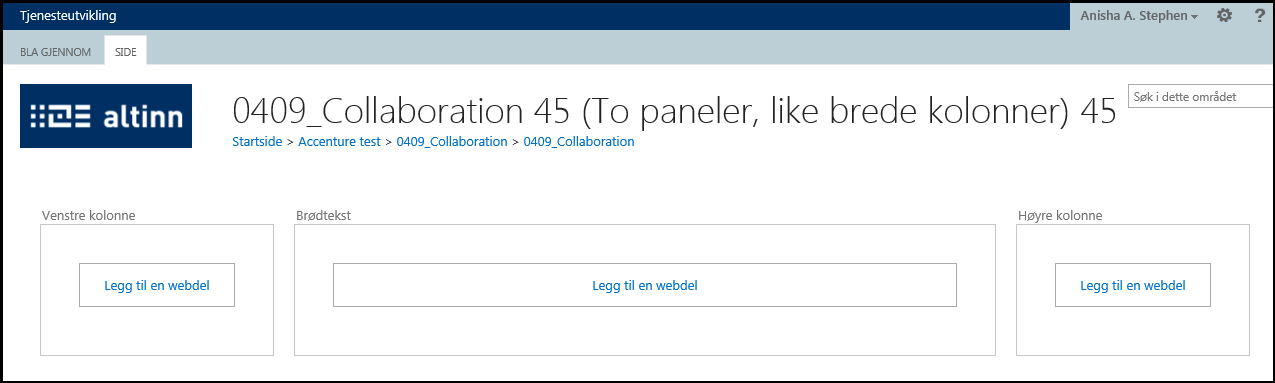 Tjenesteutvikling
Anisha A. Stephen
?
BLA GJENNOM
SIDE
altinn
0409_Collaboration 45 (To paneler, like brede kolonner) 45
Søk i dette området
Startside > Accenture test > 0409_Collaboration > 0409_Collaboration
Venstre kolonne
Brødtekst
Høyre kolonne
Legg til en webdel
Legg til en webdel
Legg til en webdel